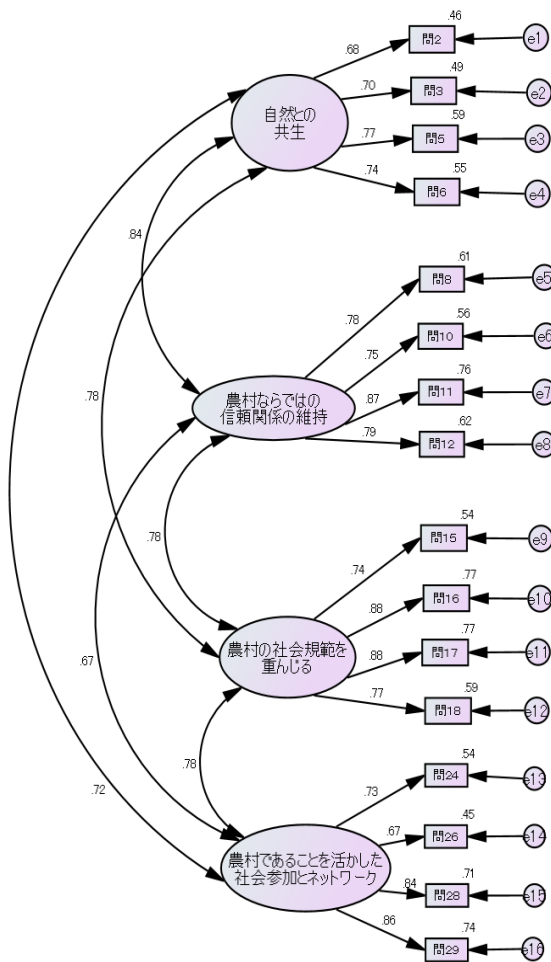 .46
問2
e1
.68
.49
問3
e2
.70
自然との
共生
.59
問5
e3
.77
.55
問6
e4
.74
.84
.61
問8
e5
.78
.56
問10
e6
.75
.76
問11
e7
.87
農村ならではの
信頼関係の維持
.62
問12
e8
.79
.78
.78
.54
問15
e9
.74
.77
問16
e10
.88
農村の社会規範を
重んじる
.77
問17
e11
.88
.59
問18
e12
.77
.67
.78
.72
.54
問24
e13
.73
.45
問26
e14
.67
農村であることを活かした
社会参加とネットワーク
.71
問28
e15
.84
.74
問29
e16
.86